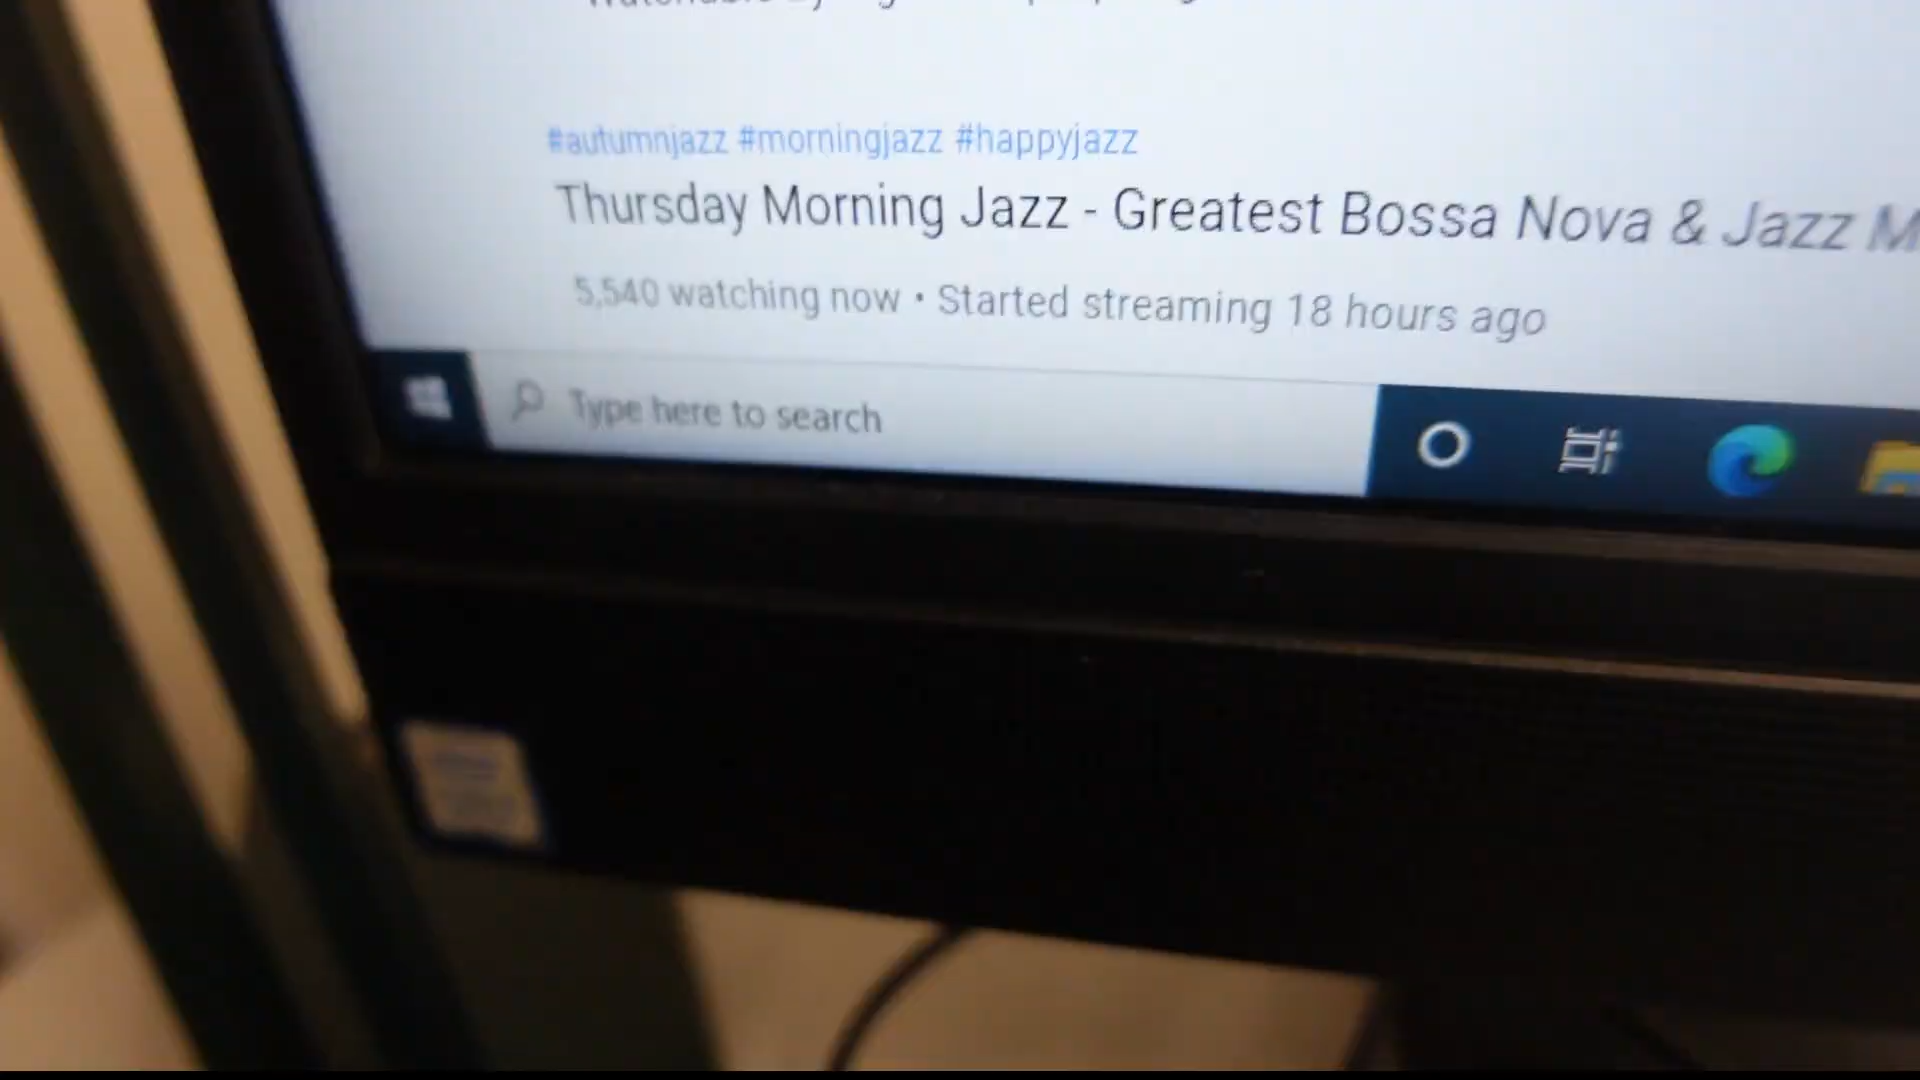 #autumnjazz #morningjazz #happyjazz
Thursday Morning Jazz - Greatest Bossa Nova & Jazz M
5,540 watching now • Started streaming 18 hours ago
Type here to search